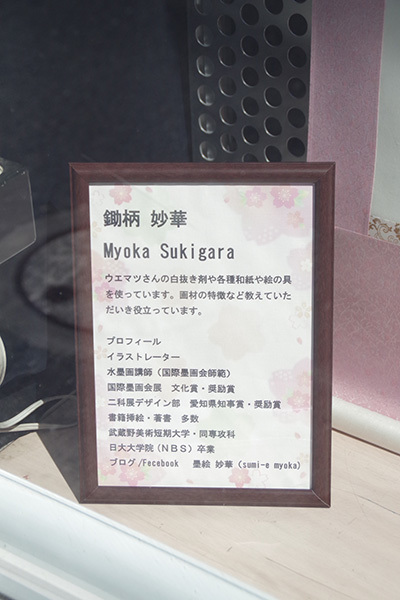 鋤柄 妙華
Myoka Sukigara
ウエマツさんの白抜き剤や各種和紙や絵の具
を使っています。画材の特徴など教えていた
だいき役立っています。
プロフィール
イラストレーター
水墨画講師（国際墨画会師範）
国際墨画会展　文化賞・奨励賞
二科展デザイン部　愛知県知事賞・奨励賞
書籍挿絵・著書　多数
武蔵野美術短期大学・同専攻科
日大大学院（ＮＢＳ）卒業
ブログ/Fecebook　墨絵 妙華（sumi-e myoka)